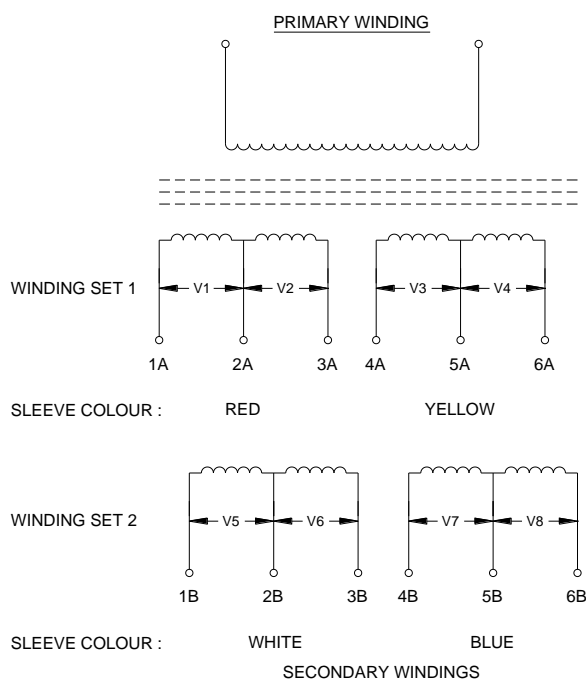 PRIMARY WINDING
WINDING SET 1
V1 V2 V3 V4
1A 2A 3A 4A 5A 6A
SLEEVE COLOUR : RED YELLOW
WINDING SET 2
V5 V6 V7 V8
1B 2B 3B 4B 5B 6B
SLEEVE COLOUR : WHITE BLUE
SECONDARY WINDINGS